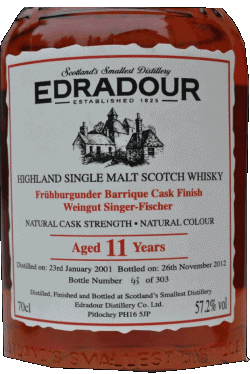 Scotland's Smallest Distillery
EDRADOUR
ESTABLISHED 1825
HIGHLAND SINGLE MALT SCOTCH WHISKY
Frühburgunder Barrique Cask Finish
Weingut Singer-Fischer
NATURAL CASK STRENGTH • NATURAL COLOUR
Aged 11 Years
Distilled on: 23rd January 2001 Bottled on: 26th November 2012
Bottle Number of 303
Distilled, Finished and Bottled at Scotland's Smallest Distillery
70cl Edradour Distillery Co. Ltd. 57.2% vol
Pitlochry PH16 5JP
SMALLEST